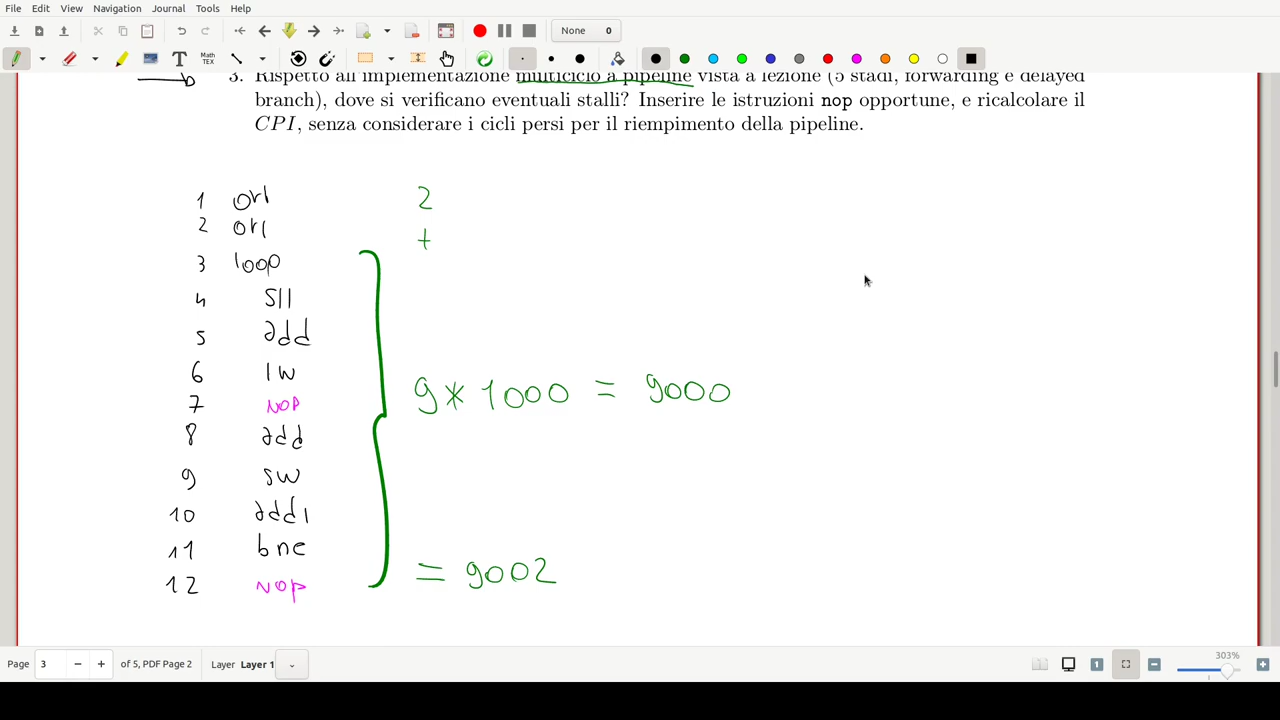 File Edit View Navigation Journal Tools Help
None 0
Math TEX
3. Rispetto all'implementazione multiciclo a pipeline vista a lezione (5 stadi, forwarding e delayed
branch), dove si verificano eventuali stalli? Inserire le istruzioni nop opportune, e ricalcolare il
CPI, senza considerare i cicli persi per il riempimento della pipeline.
1 ori 2
2 ori +
3 loop
4 sll
5 add
6 lw 9 * 1000 = 9000
7 nop
8 add
9 sw
10 addi
11 bne
12 nop = 9002
Page 3 of 5, PDF Page 2 Layer Layer 1 1 303%